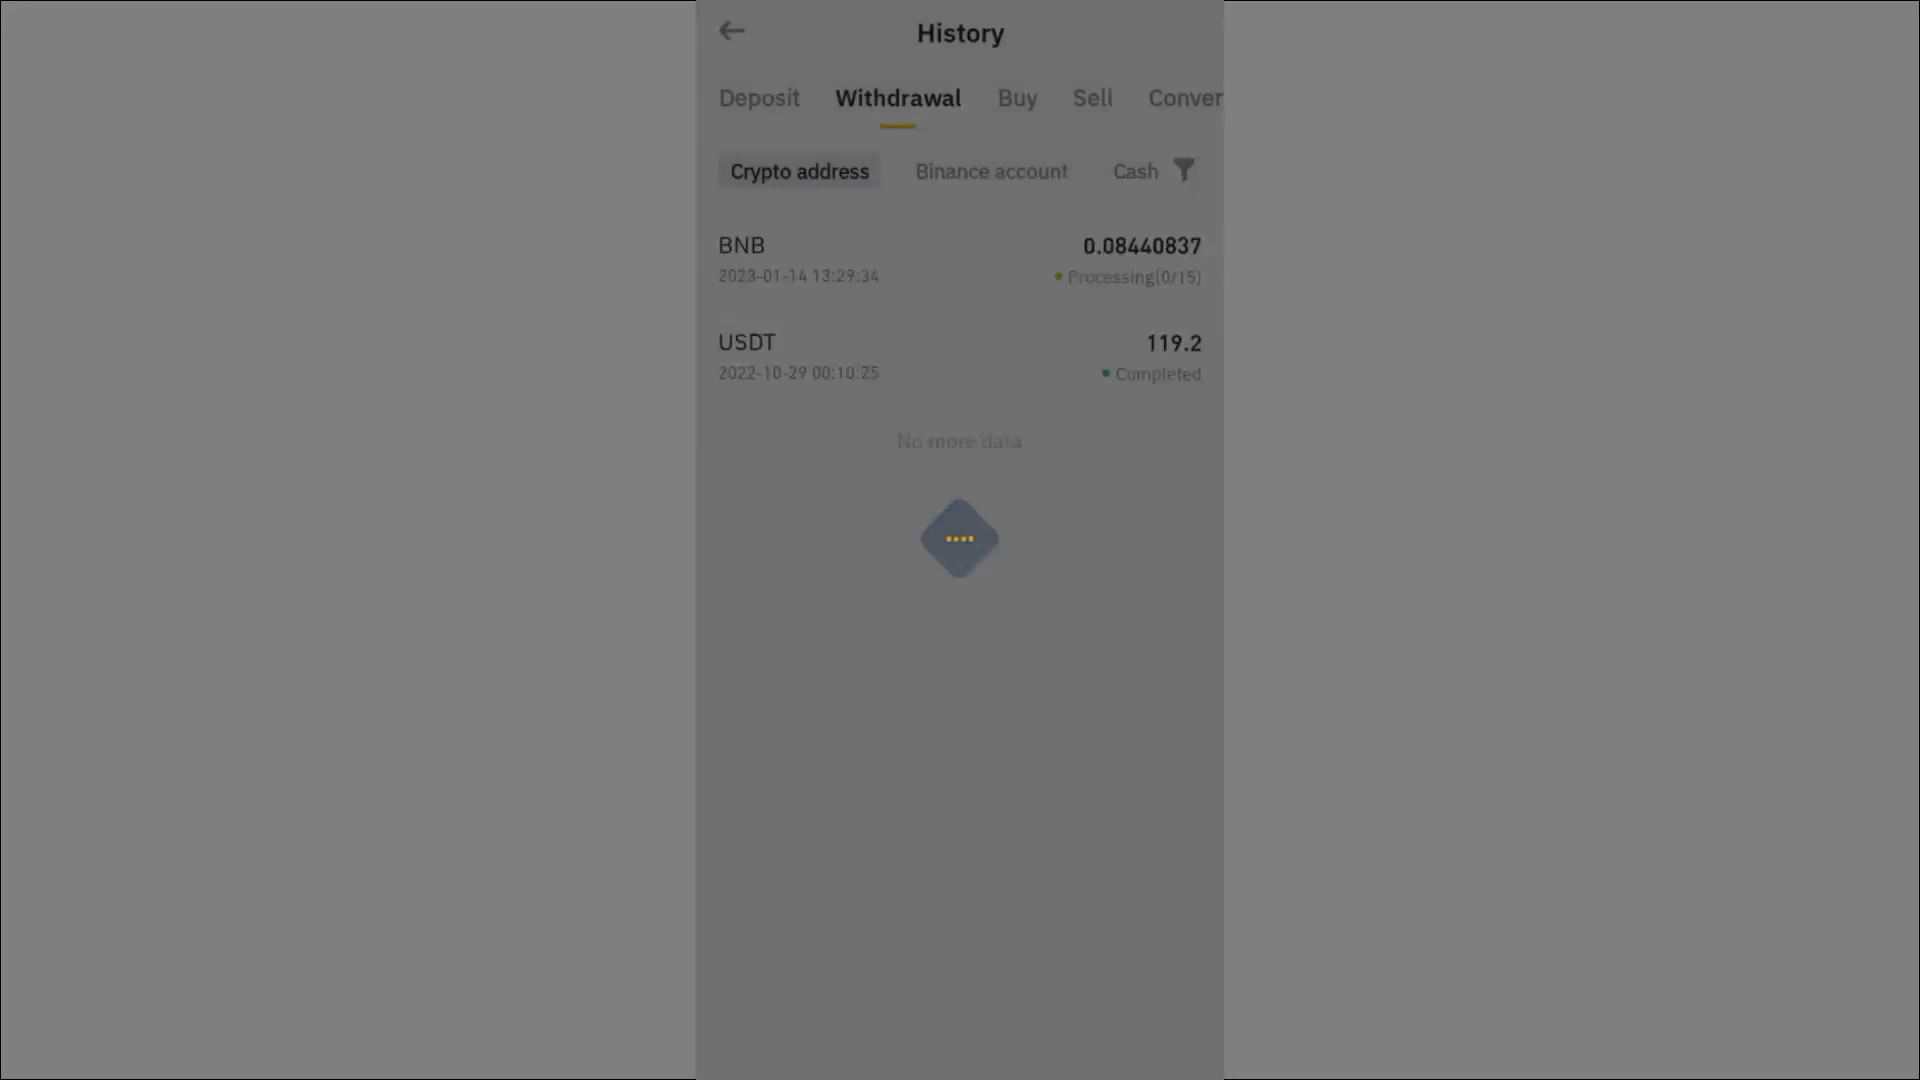 History
Deposit Withdrawal Buy Sell Conver
Crypto address Binance account Cash
BNB 0.08440837
2023-01-14 13:29:34 Processing(0/15)
USDT 119.2
2022-10-29 00:10:25 Completed
No more data